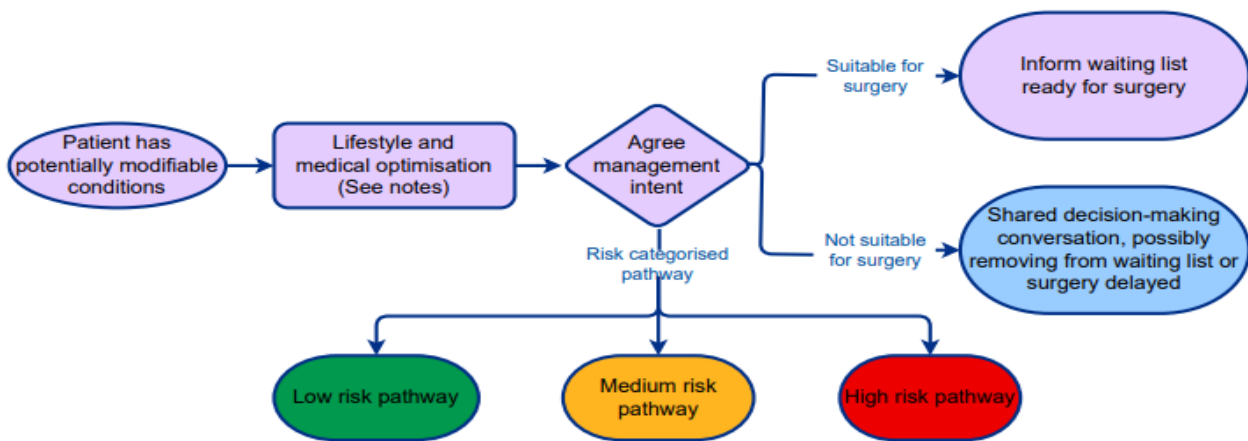 Patient has
potentially modifiable
conditions
Lifestyle and
medical optimisation
(See notes)
Agree
management
intent
Suitable for
surgery
Inform waiting list
ready for surgery
Not suitable
for surgery
Shared decision-making
conversation, possibly
removing from waiting list or
surgery delayed
Risk categorised
pathway
Low risk pathway
Medium risk
pathway
High risk pathway